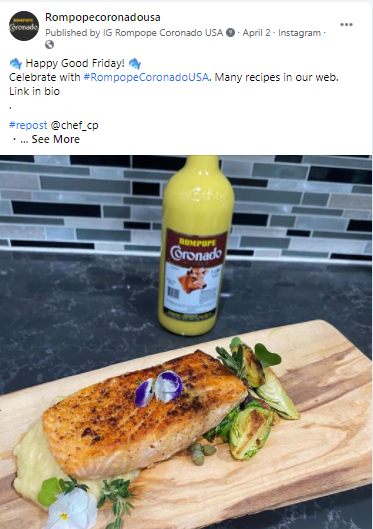 Rompopecoronadousa
Published by IG Rompope Coronado USA · April 2 · Instagram ·
Happy Good Friday!
Celebrate with #RompopeCoronadoUSA. Many recipes in our web.
Link in bio
.
#repost @chef_cp
· ... See More
ROMPOPE
Coronado